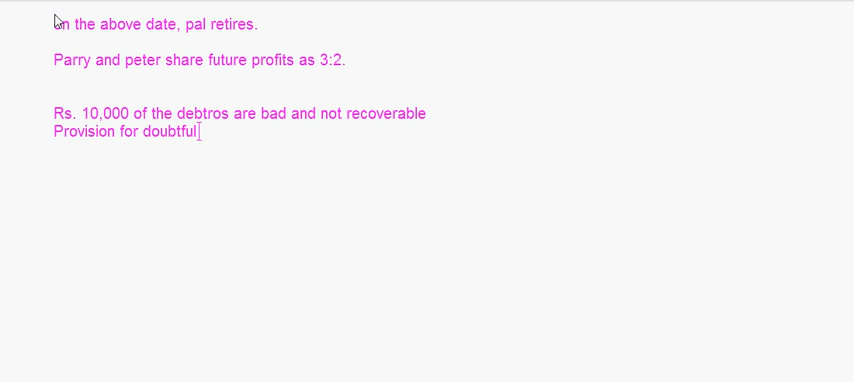 on the above date, pal retires.
Parry and peter share future profits as 3:2.
Rs. 10,000 of the debtros are bad and not recoverable
Provision for doubtful